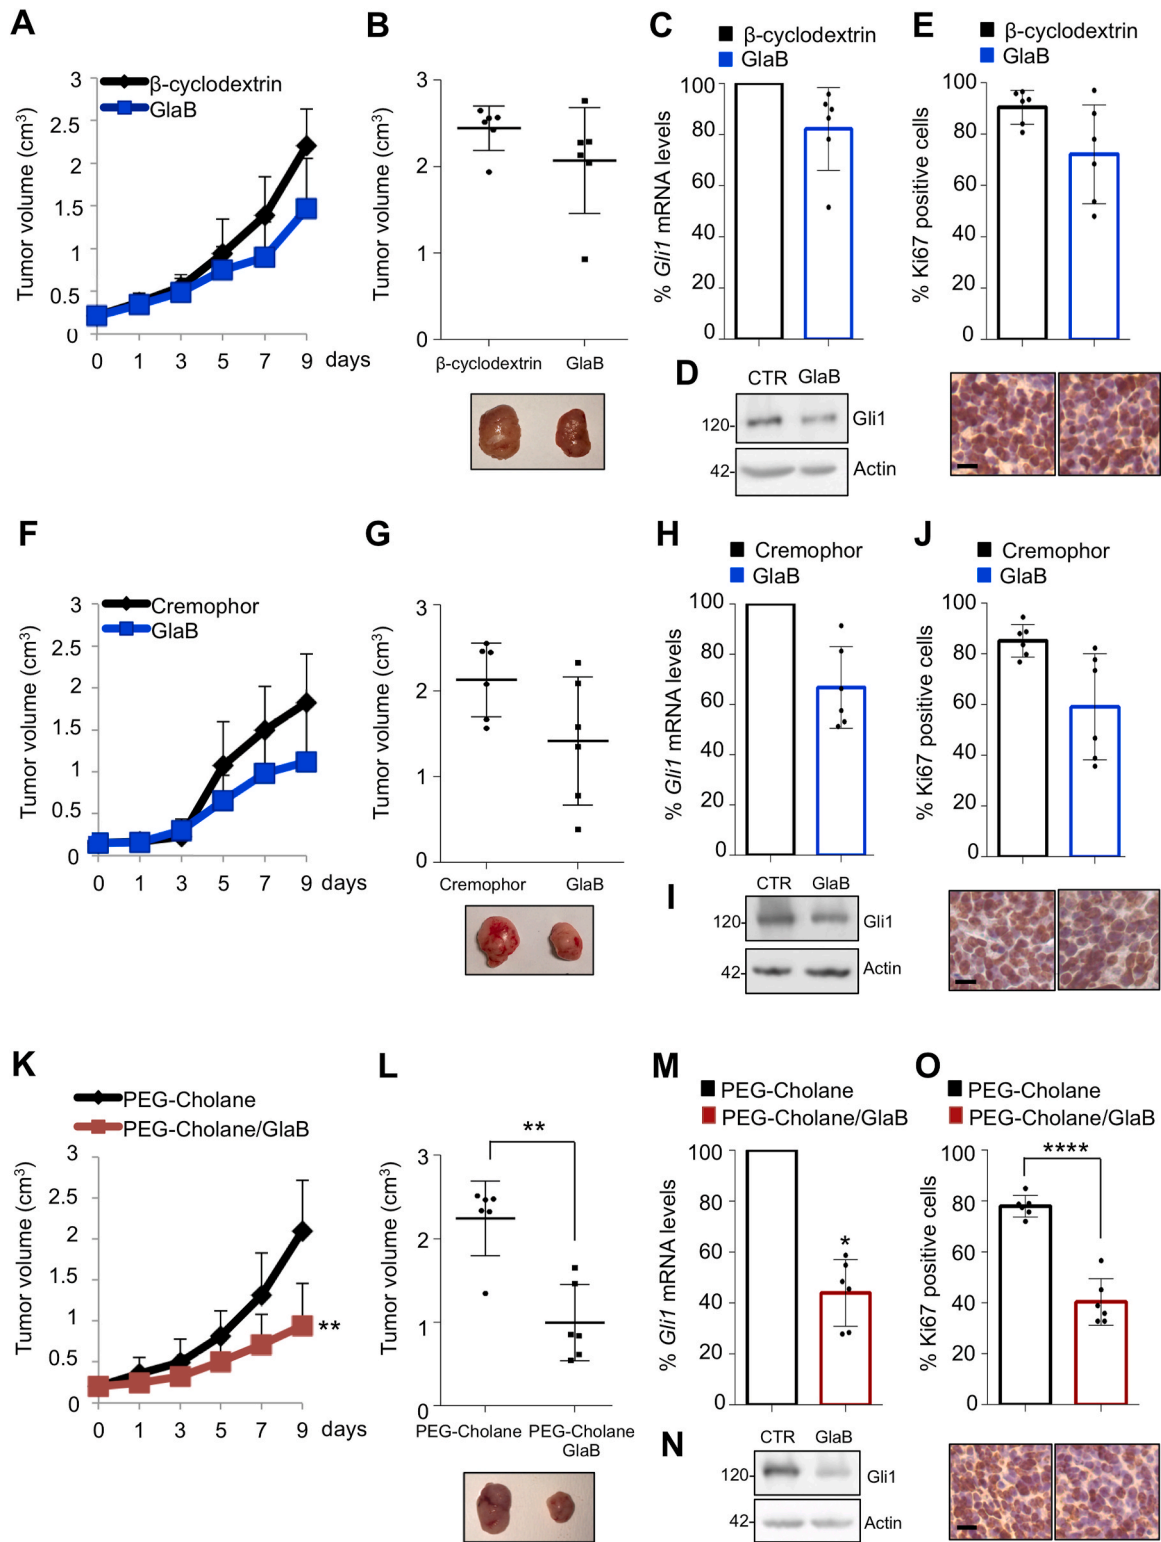 A
β-cyclodextrin
GlaB
Tumor volume (cm³)
3
2.5
2
1.5
1
0.5
0
0 1 3 5 7 9 days
B
Tumor volume (cm³)
3
2
1
0
β-cyclodextrin GlaB
C
β-cyclodextrin
GlaB
% Gli1 mRNA levels
100
80
60
40
20
0
D
CTR GlaB
120- Gli1
42- Actin
E
β-cyclodextrin
GlaB
% Ki67 positive cells
100
80
60
40
20
0
F
Cremophor
GlaB
Tumor volume (cm³)
3
2.5
2
1.5
1
0.5
0
0 1 3 5 7 9 days
G
Tumor volume (cm³)
3
2
1
0
Cremophor GlaB
H
Cremophor
GlaB
% Gli1 mRNA levels
100
80
60
40
20
0
I
CTR GlaB
120- Gli1
42- Actin
J
Cremophor
GlaB
% Ki67 positive cells
100
80
60
40
20
0
K
PEG-Cholane
PEG-Cholane/GlaB
Tumor volume (cm³)
3
2.5
2
1.5
1
0.5
0
**
0 1 3 5 7 9 days
L
**
Tumor volume (cm³)
3
2
1
0
PEG-Cholane PEG-Cholane
GlaB
M
PEG-Cholane
PEG-Cholane/GlaB
% Gli1 mRNA levels
100
80
60
40
20
0
*
N
CTR GlaB
120- Gli1
42- Actin
O
PEG-Cholane
PEG-Cholane/GlaB
****
% Ki67 positive cells
100
80
60
40
20
0